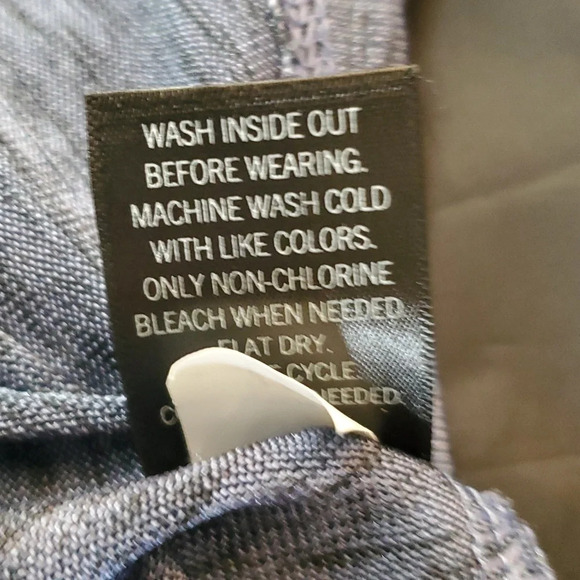 WASH INSIDE OUT
BEFORE WEARING.
MACHINE WASH COLD
WITH LIKE COLORS.
ONLY NON-CHLORINE
BLEACH WHEN NEEDED
FLAT DRY.
CYCLE
NEEDED.